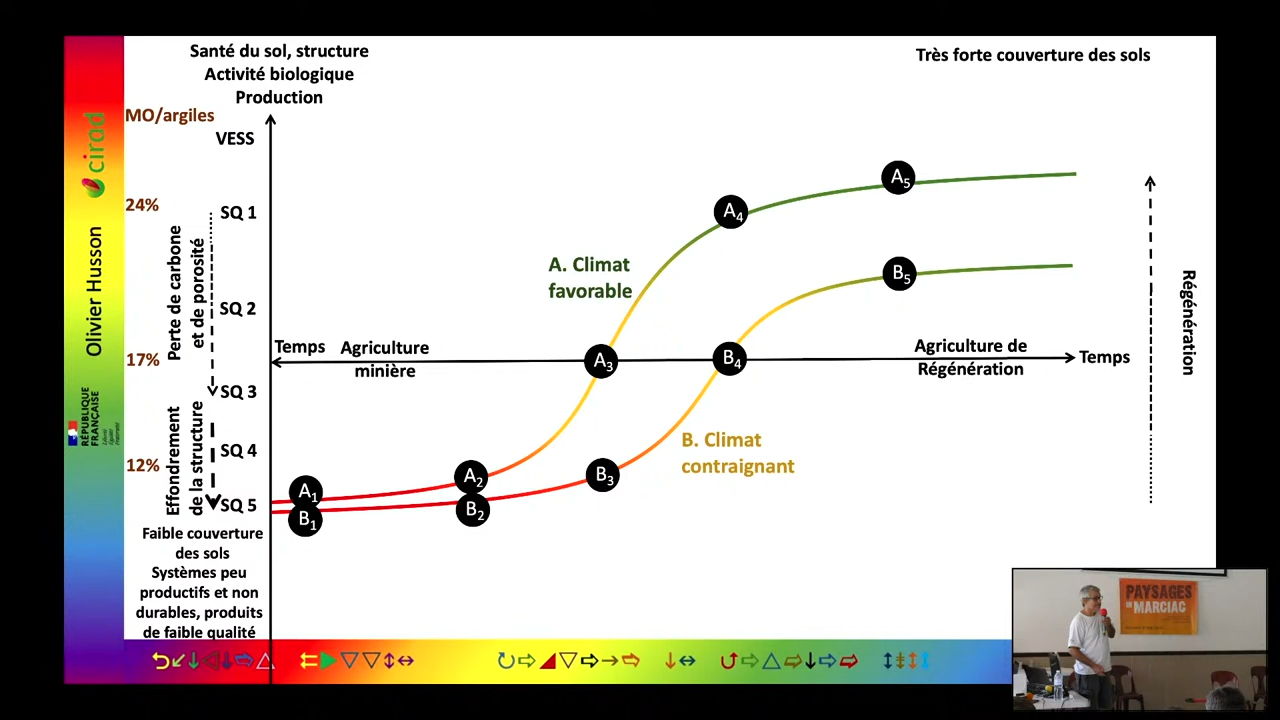 Santé du sol, structure
Activité biologique
Production
Très forte couverture des sols
MO/argiles
VESS
24%
SQ 1
Perte de carbone
et de porosité
SQ 2
17%
SQ 3
Effondrement
de la structure
SQ 4
12%
SQ 5
Faible couverture
des sols
Systèmes peu
productifs et non
durables, produits
de faible qualité
cirad
Olivier Husson
RÉPUBLIQUE
FRANÇAISE
Liberté
Égalité
Fraternité
Temps
Agriculture
minière
Agriculture de
Régénération
Temps
A. Climat
favorable
B. Climat
contraignant
A1
B1
A2
B2
A3
B3
A4
B4
A5
B5
Régénération
PAYSAGES
IN
MARCIAC